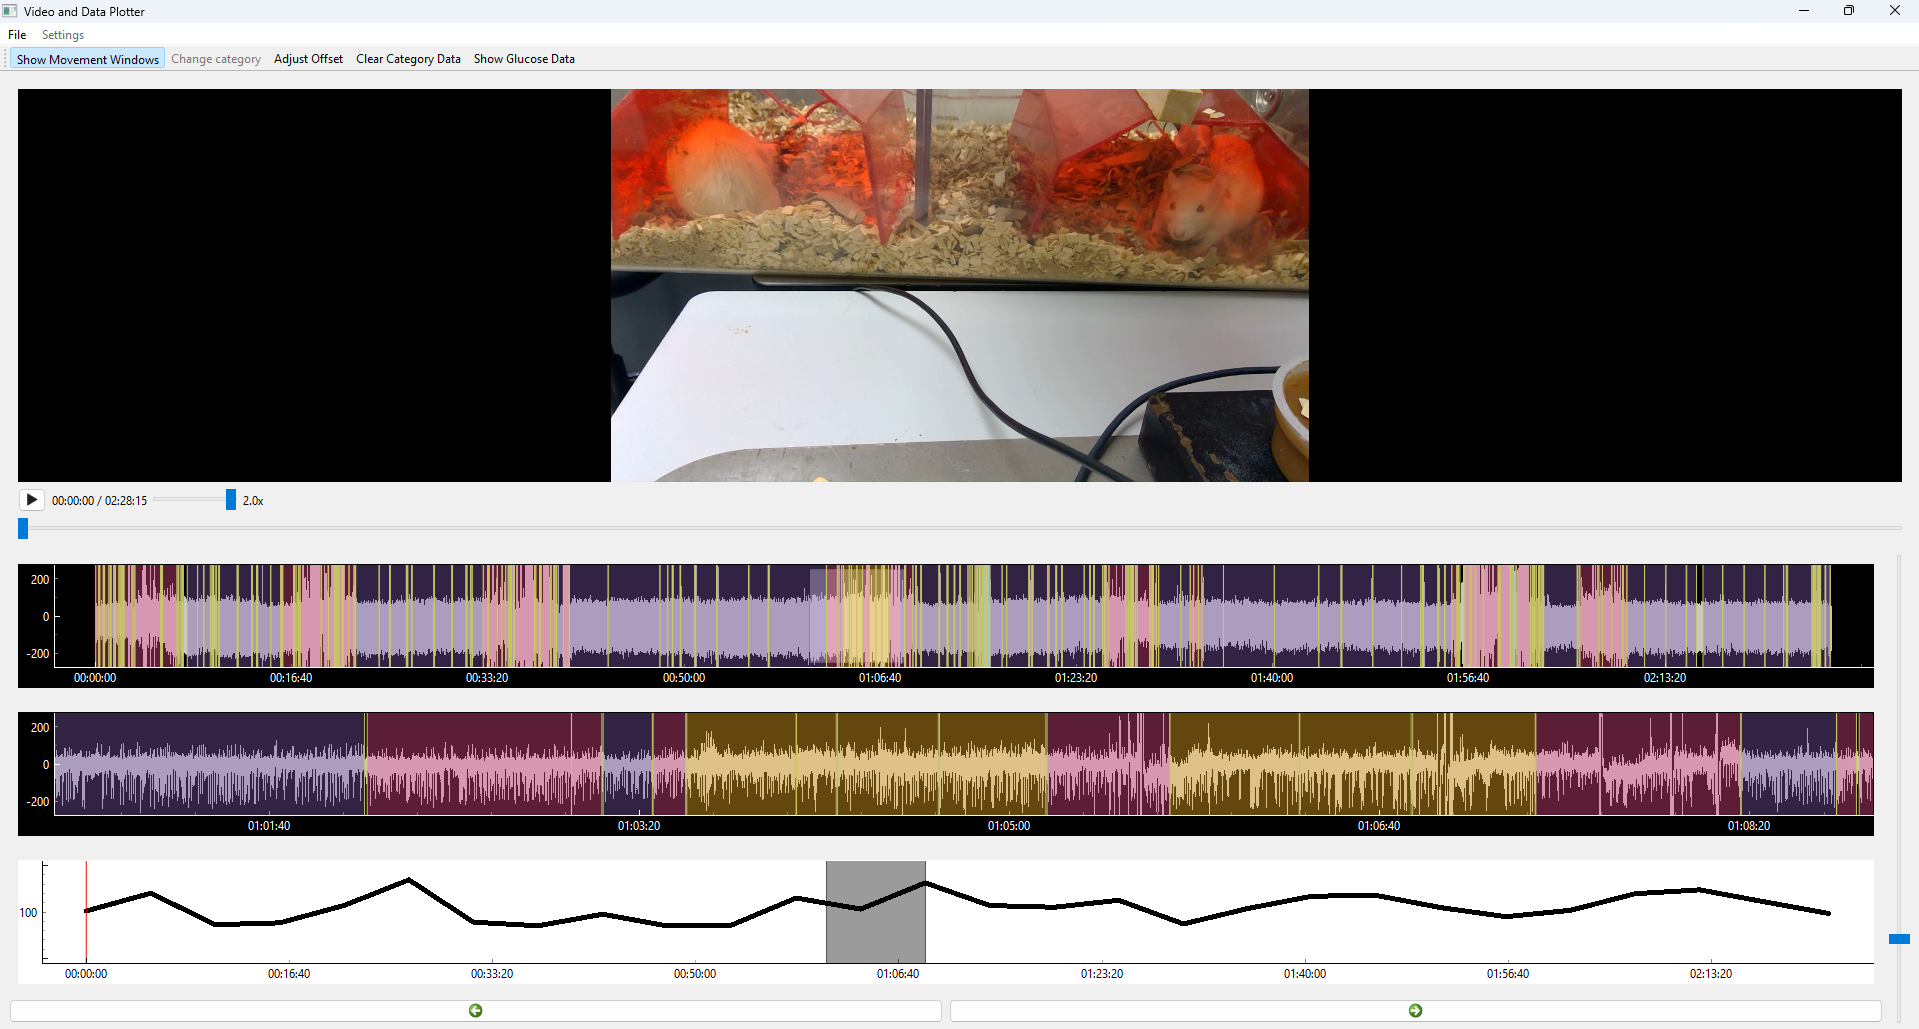 Video and Data Plotter
File Settings
Show Movement Windows Change category Adjust Offset Clear Category Data Show Glucose Data
00:00:00 / 02:28:15 2.0x
200
0
-200
00:00:00 00:16:40 00:33:20 00:50:00 01:06:40 01:23:20 01:40:00 01:56:40 02:13:20
200
0
-200
01:01:40 01:03:20 01:05:00 01:06:40 01:08:20
100
00:00:00 00:16:40 00:33:20 00:50:00 01:06:40 01:23:20 01:40:00 01:56:40 02:13:20